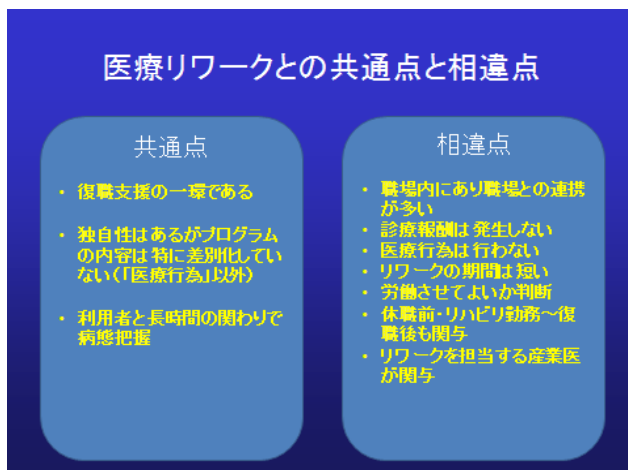 医療リワークとの共通点と相違点
共通点
・ 復職支援の一環である
・ 独自性はあるがプログラム
の内容は特に差別化してい
ない(「医療行為」以外)
・ 利用者と長時間の関わりで
病態把握
相違点
・ 職場内にあり職場との連携
が多い
・ 診療報酬は発生しない
・ 医療行為は行わない
・ リワークの期間は短い
・ 労働させてよいか判断
・ 休職前・リハビリ勤務～復
職後も関与
・ リワークを担当する産業医
が関与